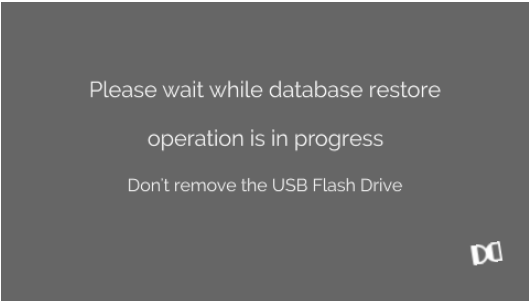 Please wait while database restore
operation is in progress
Don't remove the USB Flash Drive